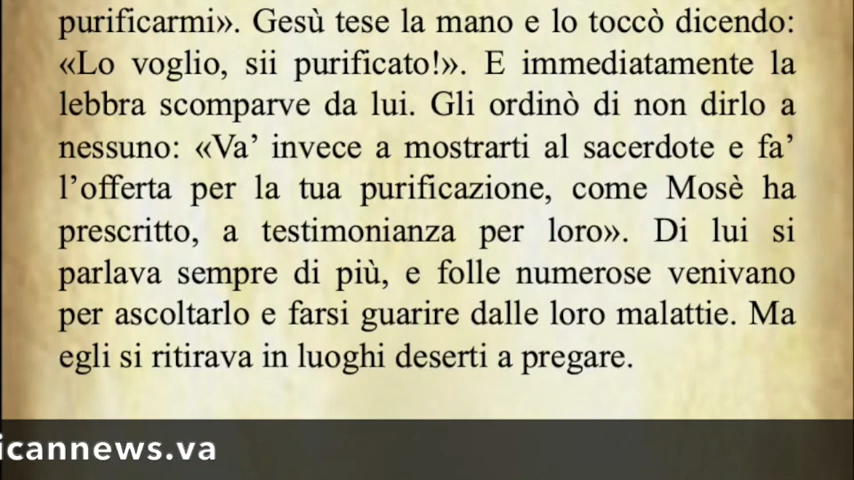 purificarmi». Gesù tese la mano e lo toccò dicendo:
«Lo voglio, sii purificato!». E immediatamente la
lebbra scomparve da lui. Gli ordinò di non dirlo a
nessuno: «Va’ invece a mostrarti al sacerdote e fa’
l’offerta per la tua purificazione, come Mosè ha
prescritto, a testimonianza per loro». Di lui si
parlava sempre di più, e folle numerose venivano
per ascoltarlo e farsi guarire dalle loro malattie. Ma
egli si ritirava in luoghi deserti a pregare.
icannews.va